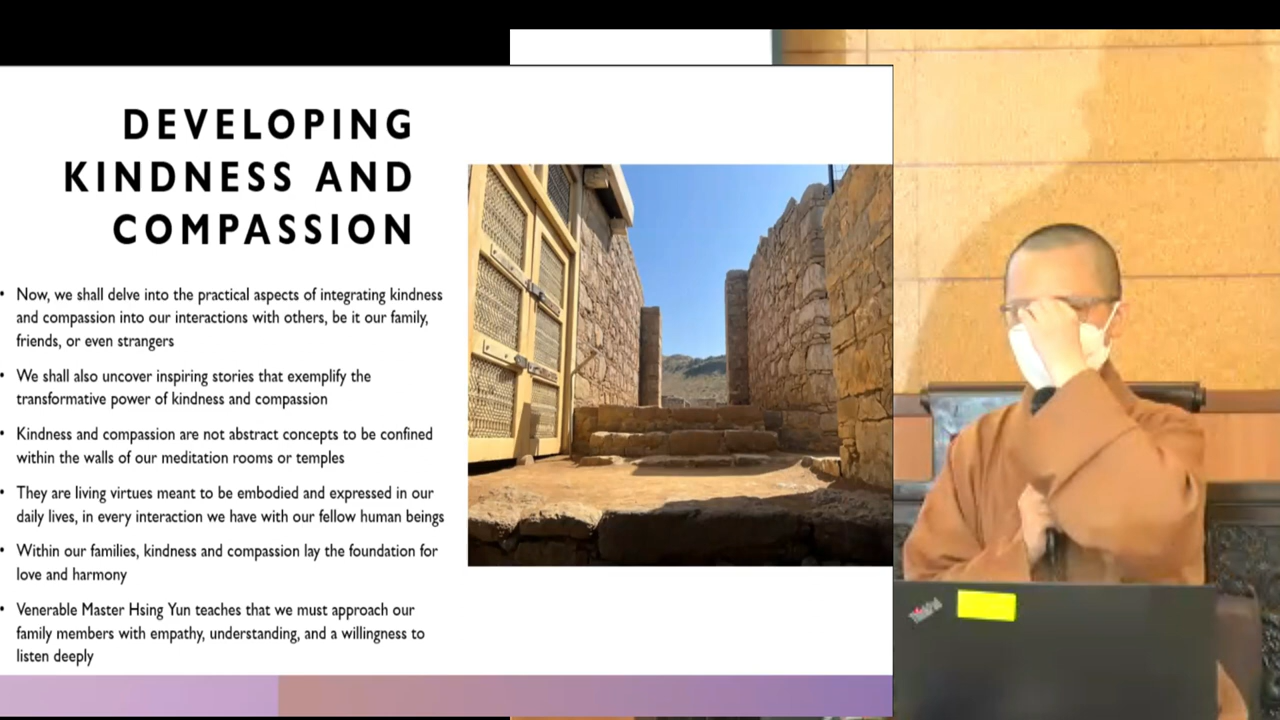 DEVELOPING
KINDNESS AND
COMPASSION
• Now, we shall delve into the practical aspects of integrating kindness
and compassion into our interactions with others, be it our family,
friends, or even strangers
• We shall also uncover inspiring stories that exemplify the
transformative power of kindness and compassion
• Kindness and compassion are not abstract concepts to be confined
within the walls of our meditation rooms or temples
• They are living virtues meant to be embodied and expressed in our
daily lives, in every interaction we have with our fellow human beings
• Within our families, kindness and compassion lay the foundation for
love and harmony
• Venerable Master Hsing Yun teaches that we must approach our
family members with empathy, understanding, and a willingness to
listen deeply
ThinkPad